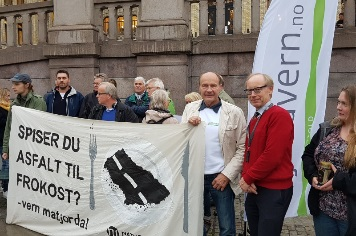 SPISER DU
ASFALT TIL
FROKOST?
-vern matjorda!
vern.no